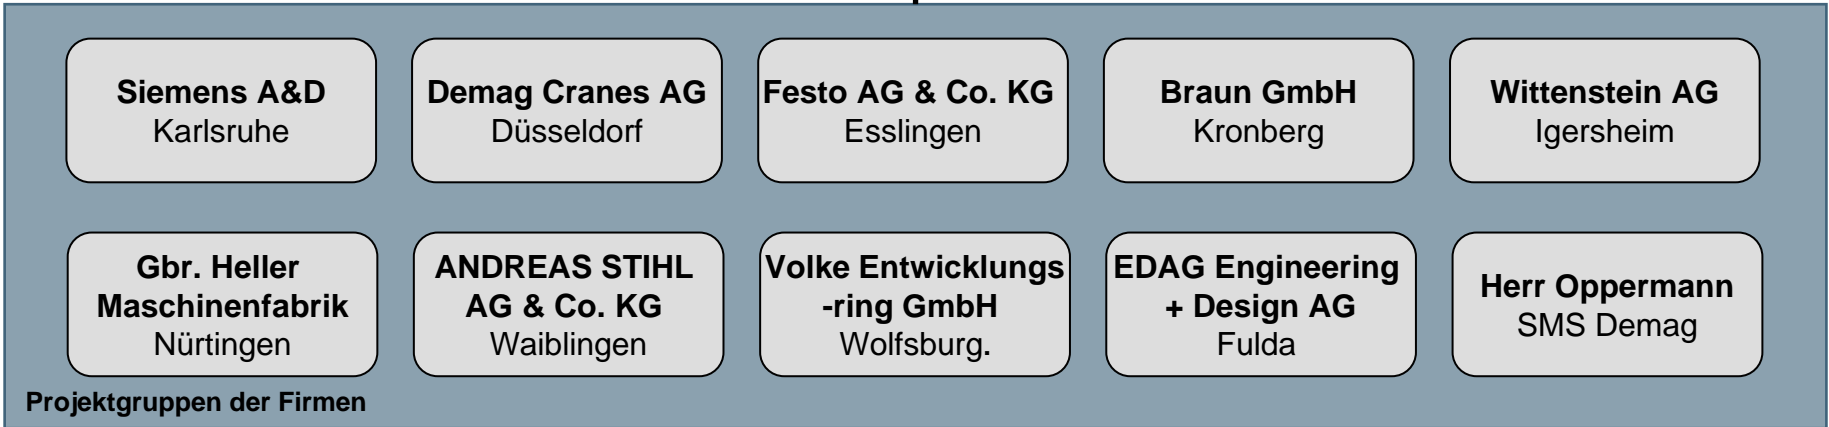 Siemens A&D
Karlsruhe
Demag Cranes AG
Düsseldorf
Festo AG & Co. KG
Esslingen
Braun GmbH
Kronberg
Wittenstein AG
Igersheim
Gbr. Heller
Maschinenfabrik
Nürtingen
ANDREAS STIHL
AG & Co. KG
Waiblingen
Volke Entwicklungs
-ring GmbH
Wolfsburg.
EDAG Engineering
+ Design AG
Fulda
Herr Oppermann
SMS Demag
Projektgruppen der Firmen